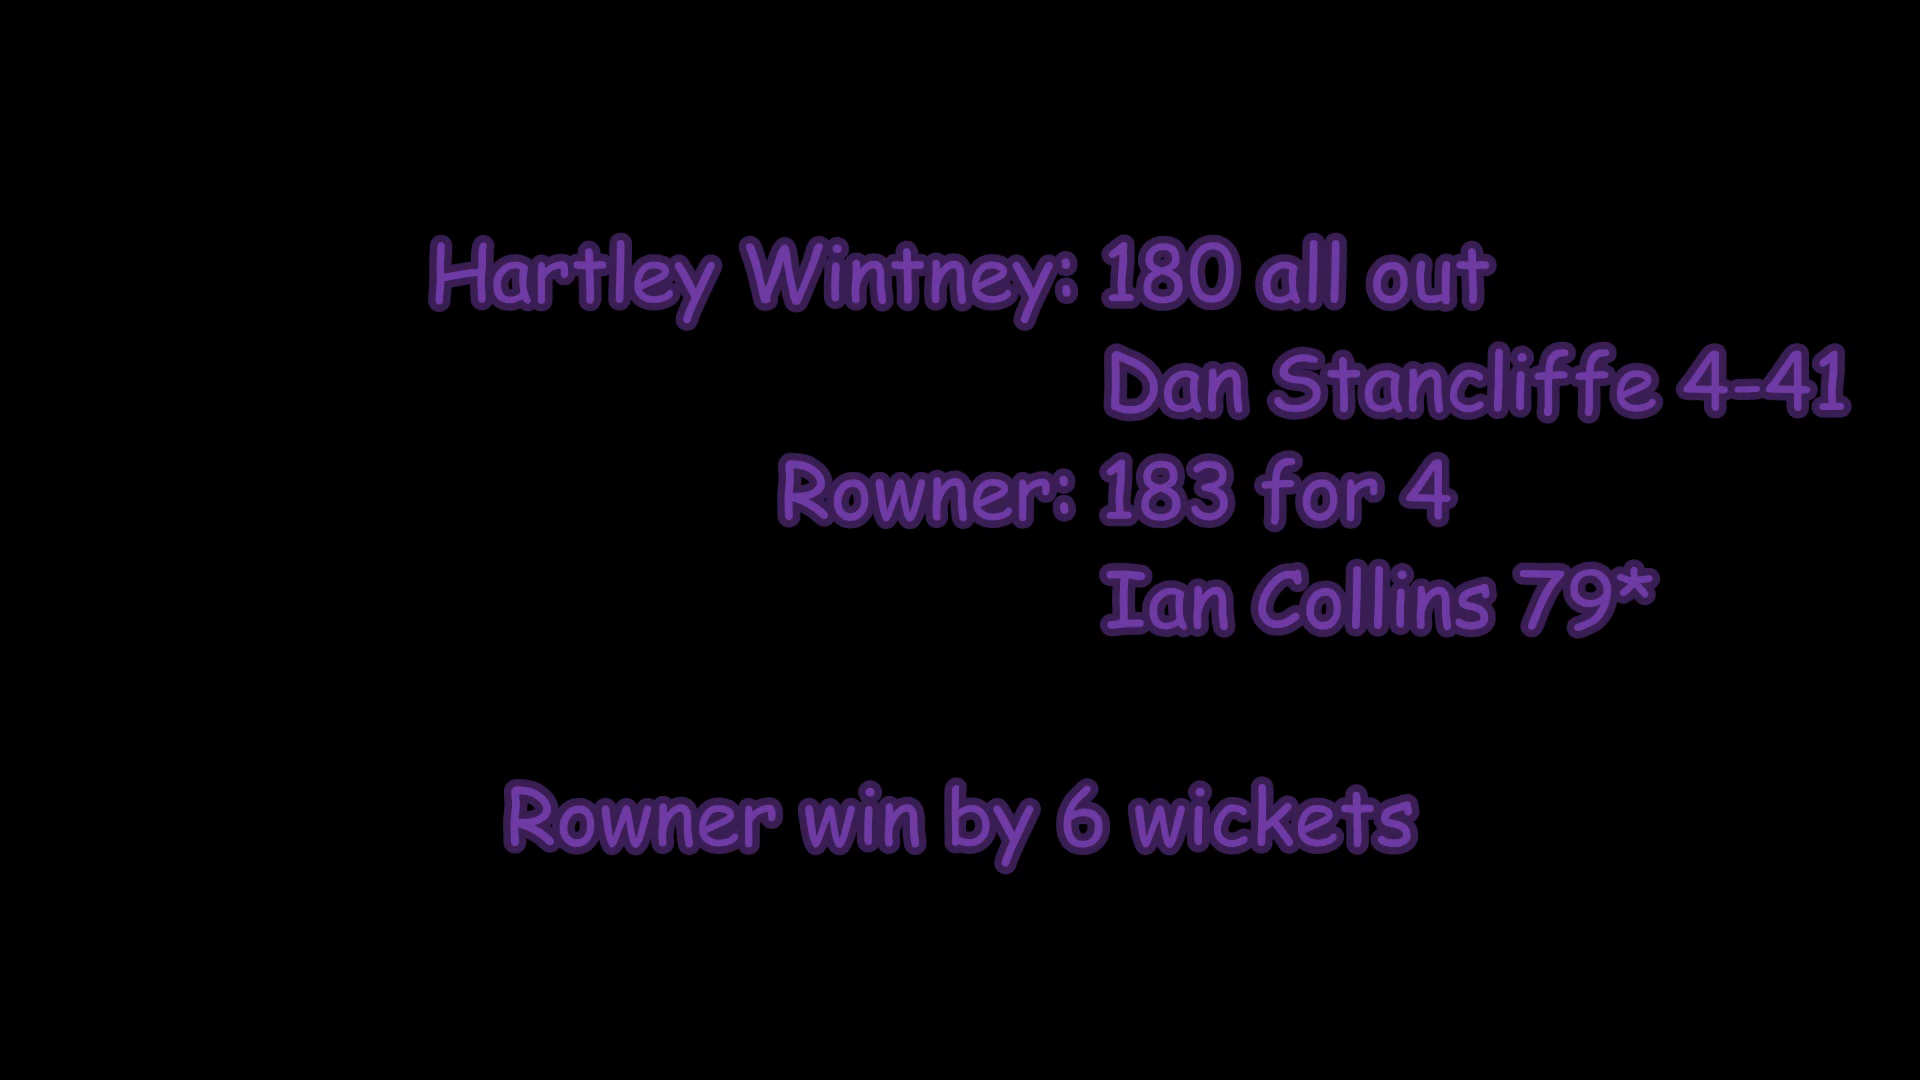 Hartley Wintney: 180 all out
Dan Stancliffe 4-41
Rowner: 183 for 4
Ian Collins 79*
Rowner win by 6 wickets